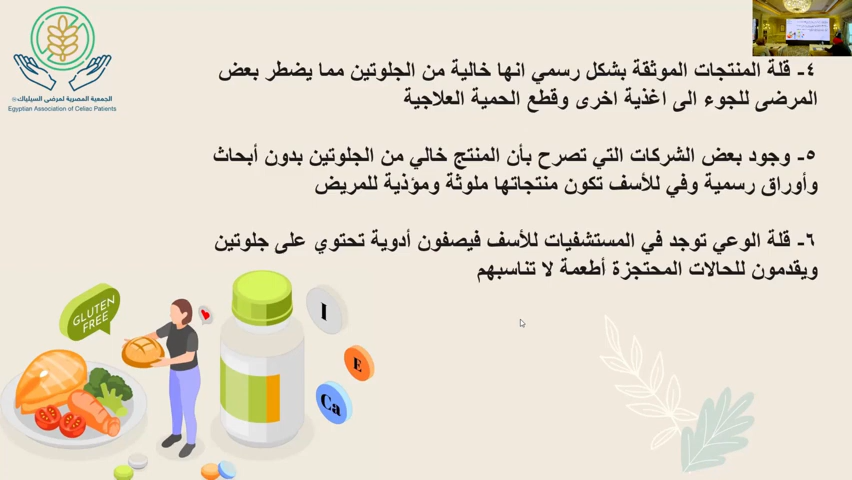 الجمعية المصرية لمرضى السيلياك
Egyptian Association of Celiac Patients
٤- قلة المنتجات الموثقة بشكل رسمي انها خالية من الجلوتين مما يضطر بعض
المرضى للجوء الى اغذية اخرى وقطع الحمية العلاجية
٥- وجود بعض الشركات التي تصرح بأن المنتج خالي من الجلوتين بدون أبحاث
وأوراق رسمية وفي للأسف تكون منتجاتها ملوثة ومؤذية للمريض
٦- قلة الوعي توجد في المستشفيات للأسف فيصفون أدوية تحتوي على جلوتين
ويقدمون للحالات المحتجزة أطعمة لا تناسبهم
GLUTEN
FREE
I
E
Ca